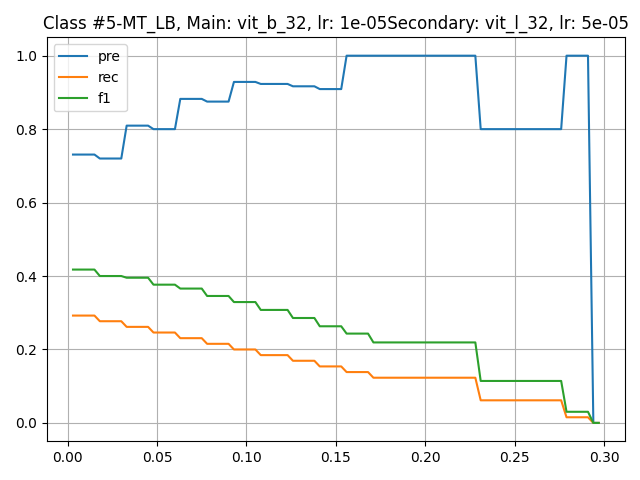 Class #5-MT_LB, Main: vit_b_32, lr: 1e-05Secondary: vit_l_32, lr: 5e-05
pre
rec
f1
1.0
0.8
0.6
0.4
0.2
0.0
0.00 0.05 0.10 0.15 0.20 0.25 0.30